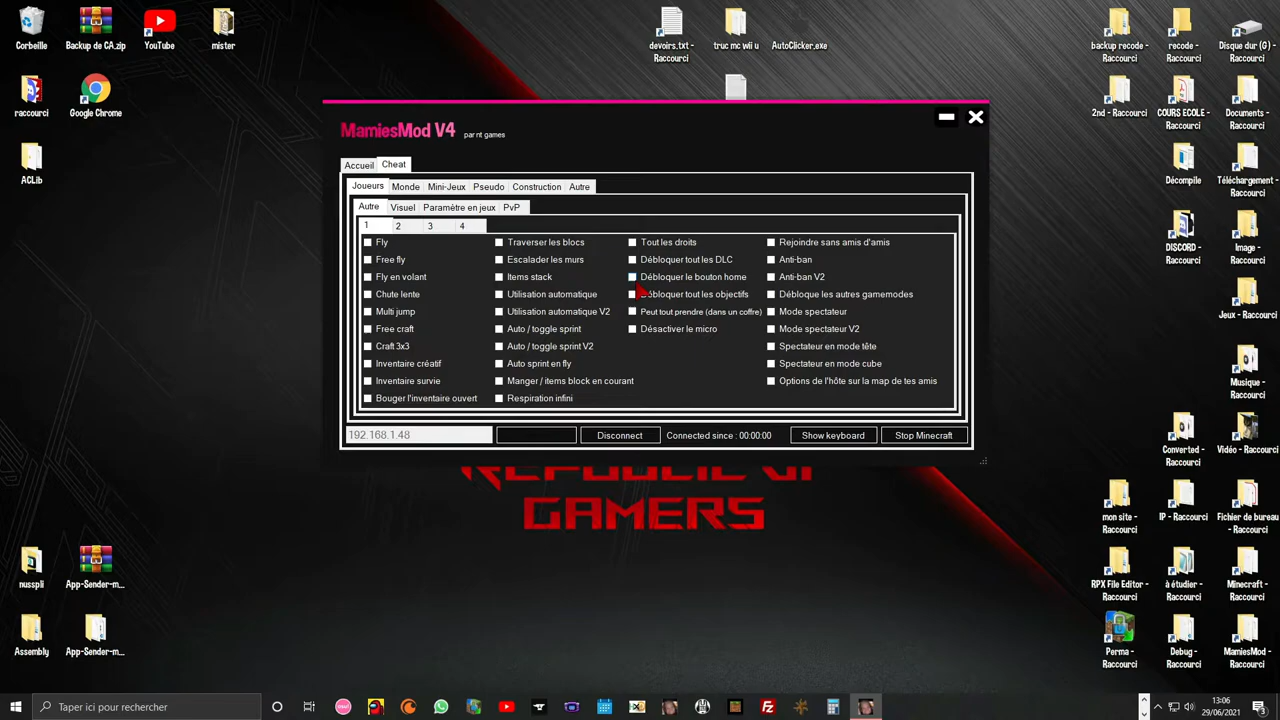 Corbeille
Backup de CA.zip
YouTube
mister
devoirs.txt -
Raccourci
truc mc wii u
AutoClicker.exe
backup recode -
Raccourci
recode -
Raccourci
Disque dur (G) -
Raccourci
raccourci
Google Chrome
2nd - Raccourci
COURS ECOLE -
Raccourci
Documents -
Raccourci
ACLib
Décompile
Téléchargement -
Raccourci
DISCORD -
Raccourci
Image -
Raccourci
Jeux - Raccourci
Musique -
Raccourci
Converted -
Raccourci
Vidéo - Raccourci
mon site -
Raccourci
IP - Raccourci
Fichier de bureau
- Raccourci
RPX File Editor -
Raccourci
à étudier -
Raccourci
Minecraft -
Raccourci
Perma -
Raccourci
Debug -
Raccourci
MamiesMod -
Raccourci
nusspli
App-Sender-m...
Assembly
App-Sender-m...
MamiesMod V4 par nt games
Accueil Cheat
Joueurs Monde Mini-Jeux Pseudo Construction Autre
Autre Visuel Paramètre en jeux PvP
1 2 3 4
Fly
Free fly
Fly en volant
Chute lente
Multi jump
Free craft
Craft 3x3
Inventaire créatif
Inventaire survie
Bouger l'inventaire ouvert
Traverser les blocs
Escalader les murs
Items stack
Utilisation automatique
Utilisation automatique V2
Auto / toggle sprint
Auto / toggle sprint V2
Auto sprint en fly
Manger / items block en courant
Respiration infini
Tout les droits
Débloquer tout les DLC
Débloquer le bouton home
Débloquer tout les objectifs
Peut tout prendre (dans un coffre)
Désactiver le micro
Rejoindre sans amis d'amis
Anti-ban
Anti-ban V2
Débloque les autres gamemodes
Mode spectateur
Mode spectateur V2
Spectateur en mode tête
Spectateur en mode cube
Options de l'hôte sur la map de tes amis
192.168.1.48
Disconnect
Connected since : 00:00:00
Show keyboard
Stop Minecraft
REPUBLIC OF
GAMERS
Taper ici pour rechercher
13:06
29/06/2021